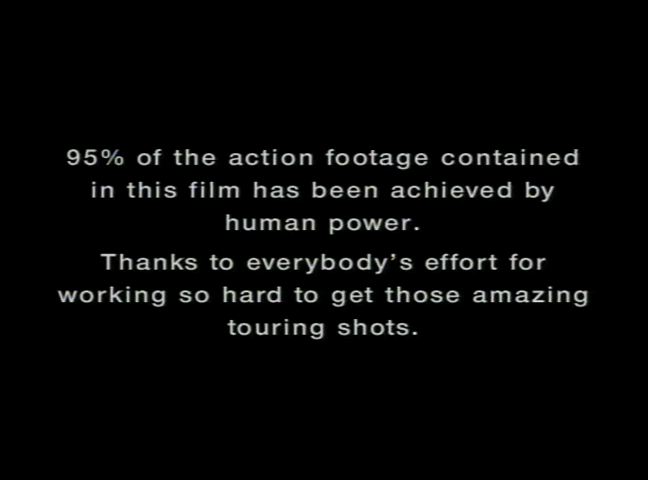 95% of the action footage contained
in this film has been achieved by
human power.
Thanks to everybody's effort for
working so hard to get those amazing
touring shots.